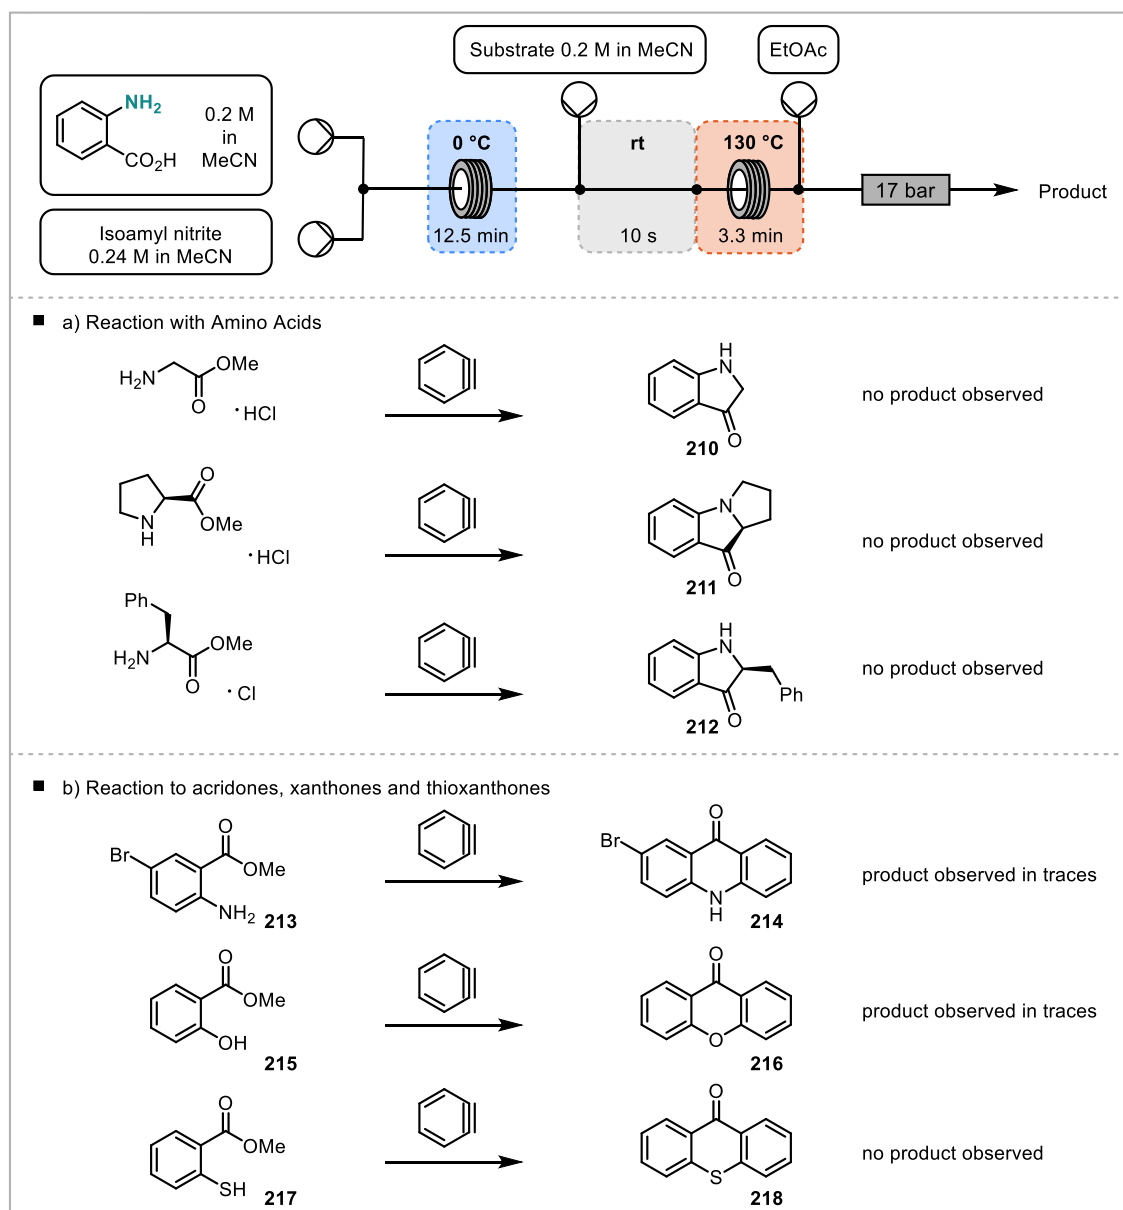 Substrate 0.2 M in MeCN
EtOAc
NH2
CO2H
0.2 M
in
MeCN
0 °C
rt
130 °C
17 bar
Product
Isoamyl nitrite
0.24 M in MeCN
12.5 min
10 s
3.3 min
a) Reaction with Amino Acids
H2N
OMe
O
· HCl
H
N
O
210
no product observed
N
H
O
OMe
· HCl
N
O
211
no product observed
Ph
H2N
OMe
O
· Cl
H
N
O
Ph
212
no product observed
b) Reaction to acridones, xanthones and thioxanthones
Br
O
OMe
NH2
213
Br
O
N
H
214
product observed in traces
O
OMe
OH
215
O
O
216
product observed in traces
O
OMe
SH
217
O
S
218
no product observed